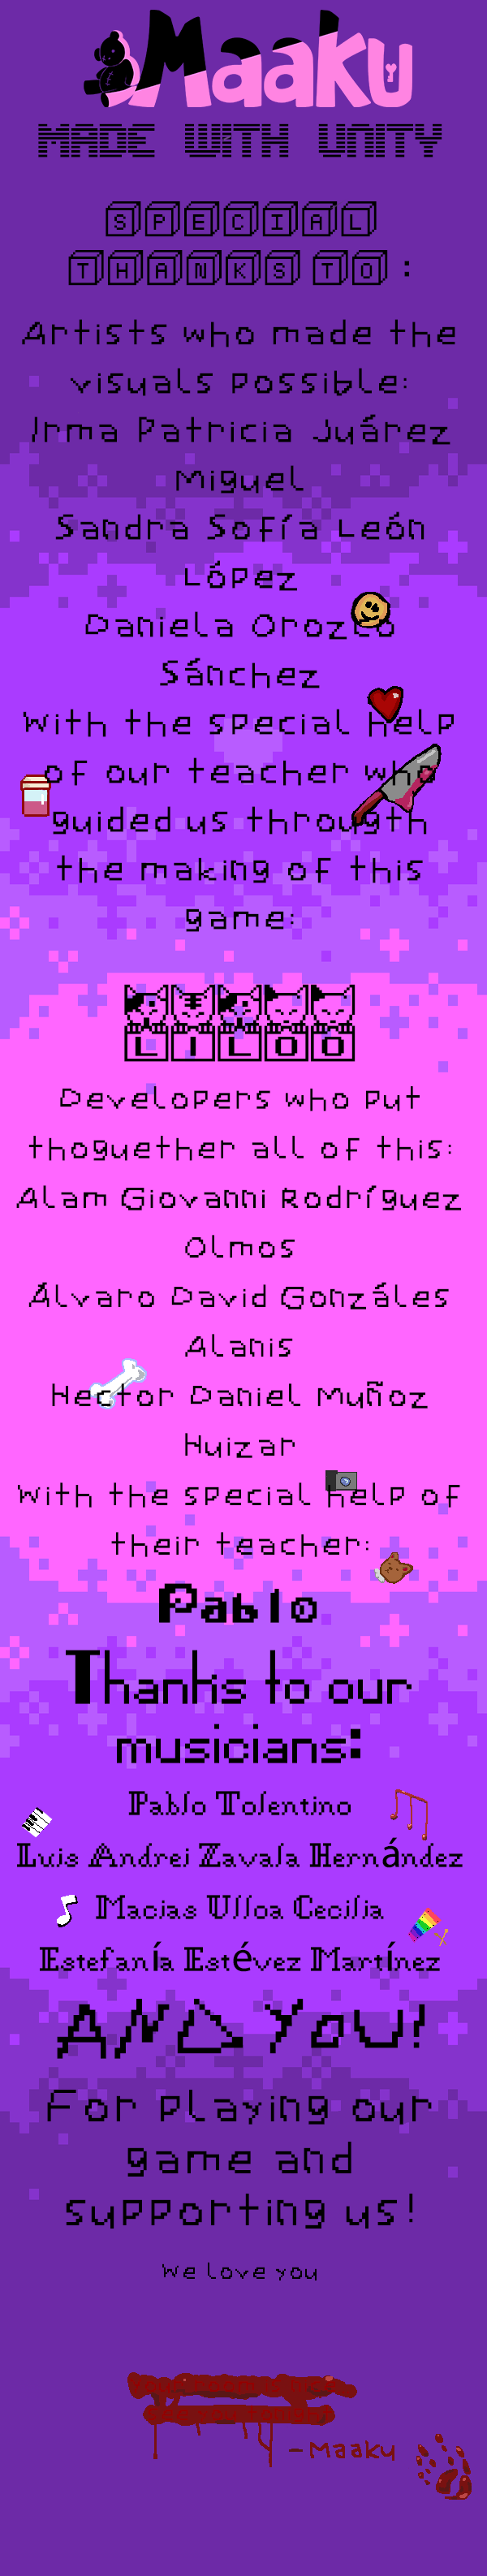 Maaku
MADE WITH UNITY
SPECIAL
THANKS TO :
Artists who made the
visuals possible:
Irma Patricia Juárez
Miguel
Sandra Sofía León
López
Daniela Orozco
Sánchez
With the special help
of our teacher who
guided us througth
the making of this
game:
LILOO
Developers who put
thoguether all of this:
Alam Giovanni Rodríguez
Olmos
Álvaro David Gonzáles
Alanis
Hector Daniel Muñoz
Huizar
With the special help of
their teacher:
Pablo
Thanks to our
musicians:
Pablo Tolentino
Luis Andrei Zavala Hernández
Macias Ulloa Cecilia
Estefanía Estévez Martínez
AND YOU!
For playing our
game and
supporting us!
We love you
-Maaku